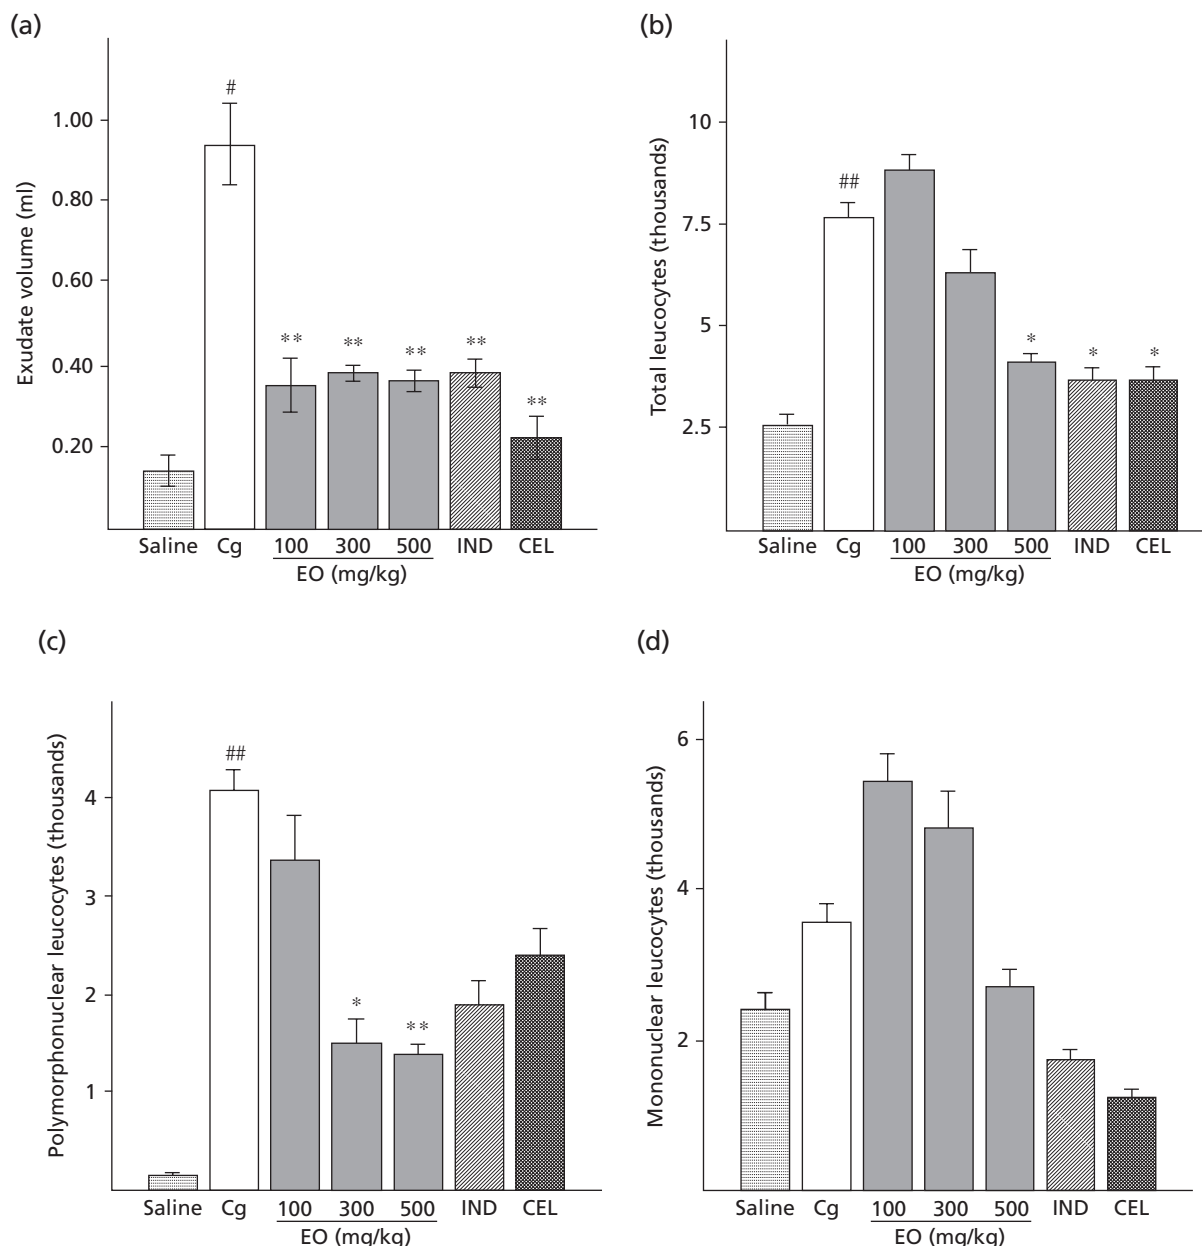 (a)
Exudate volume (ml)
1.00
0.80
0.60
0.40
0.20
#
**
**
**
**
**
Saline Cg 100 300 500 IND CEL
EO (mg/kg)
(b)
Total leucocytes (thousands)
10
7.5
5
2.5
##
*
*
*
Saline Cg 100 300 500 IND CEL
EO (mg/kg)
(c)
Polymorphonuclear leucocytes (thousands)
4
3
2
1
##
*
**
Saline Cg 100 300 500 IND CEL
EO (mg/kg)
(d)
Mononuclear leucocytes (thousands)
6
4
2
Saline Cg 100 300 500 IND CEL
EO (mg/kg)